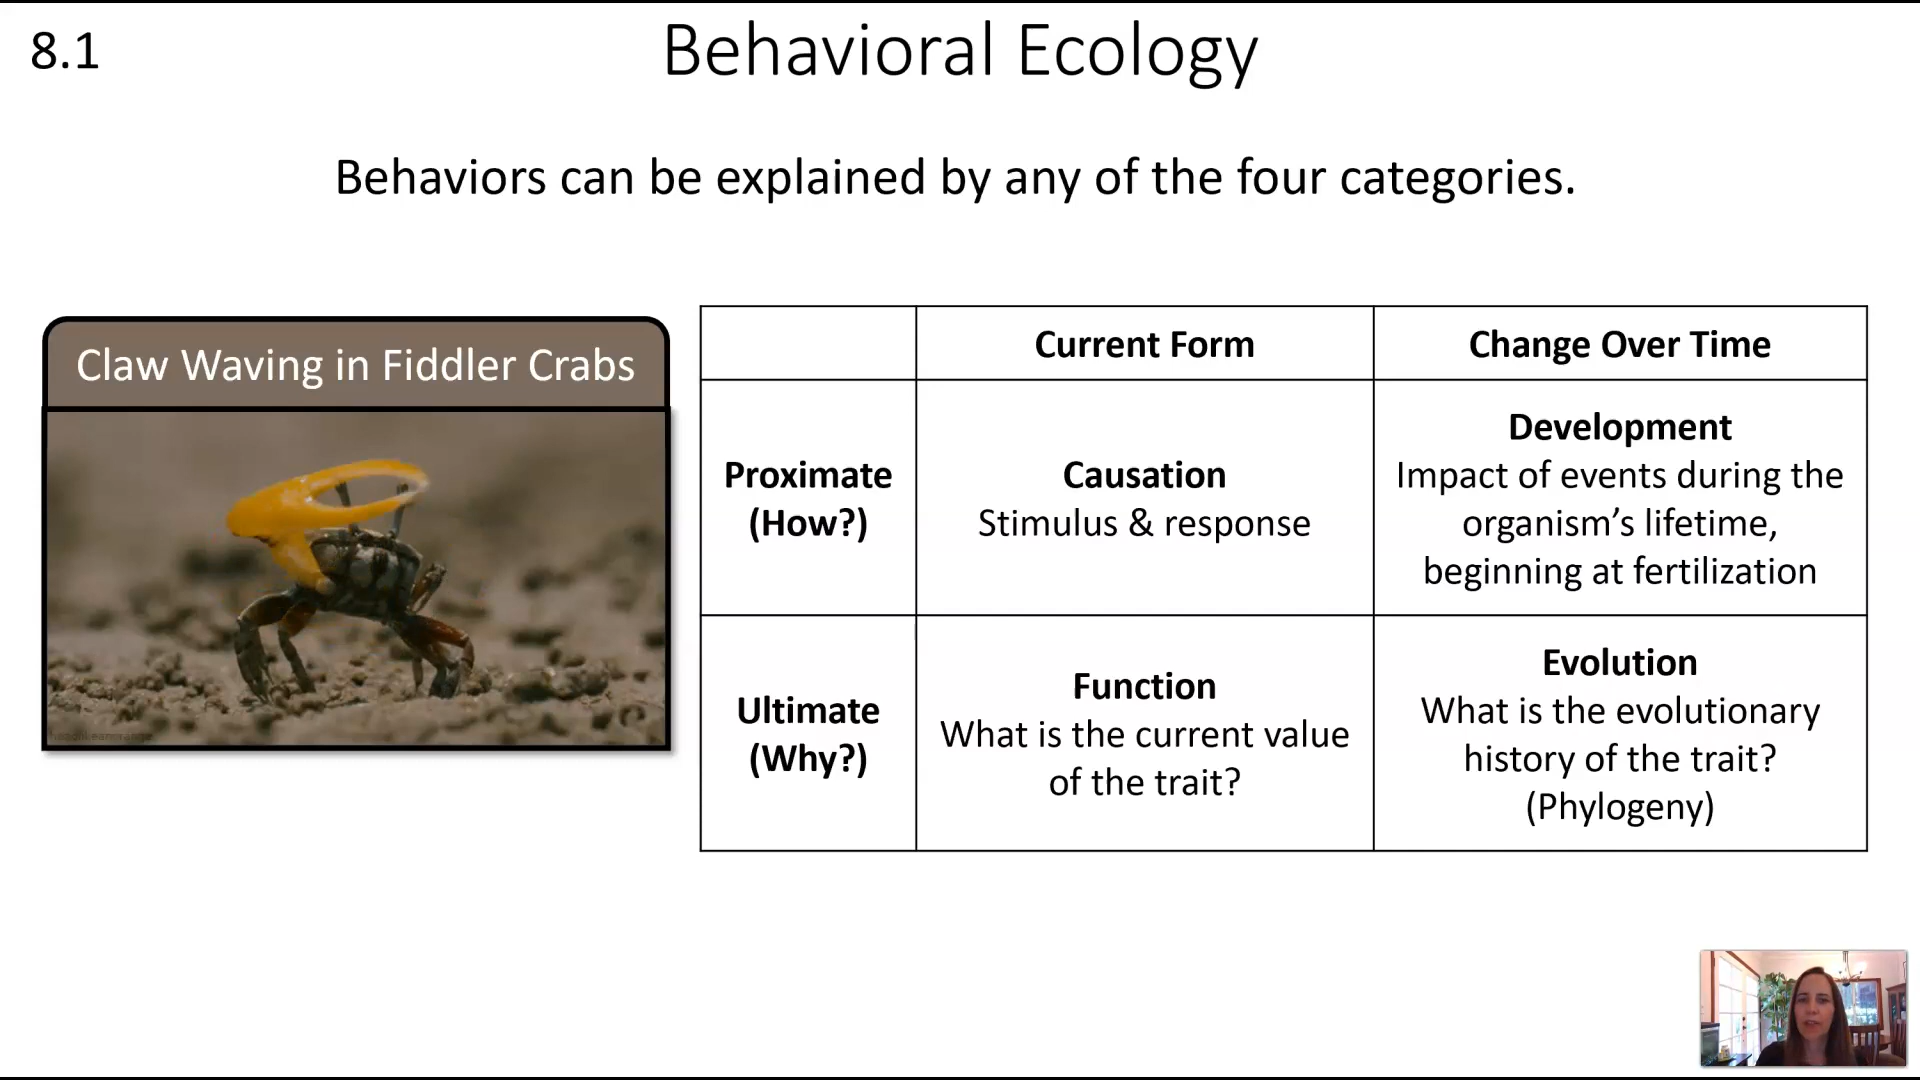 8.1
Behavioral Ecology
Behaviors can be explained by any of the four categories.
Claw Waving in Fiddler Crabs
Current Form
Change Over Time
Proximate
(How?)
Causation
Stimulus & response
Development
Impact of events during the
organism’s lifetime,
beginning at fertilization
Ultimate
(Why?)
Function
What is the current value
of the trait?
Evolution
What is the evolutionary
history of the trait?
(Phylogeny)